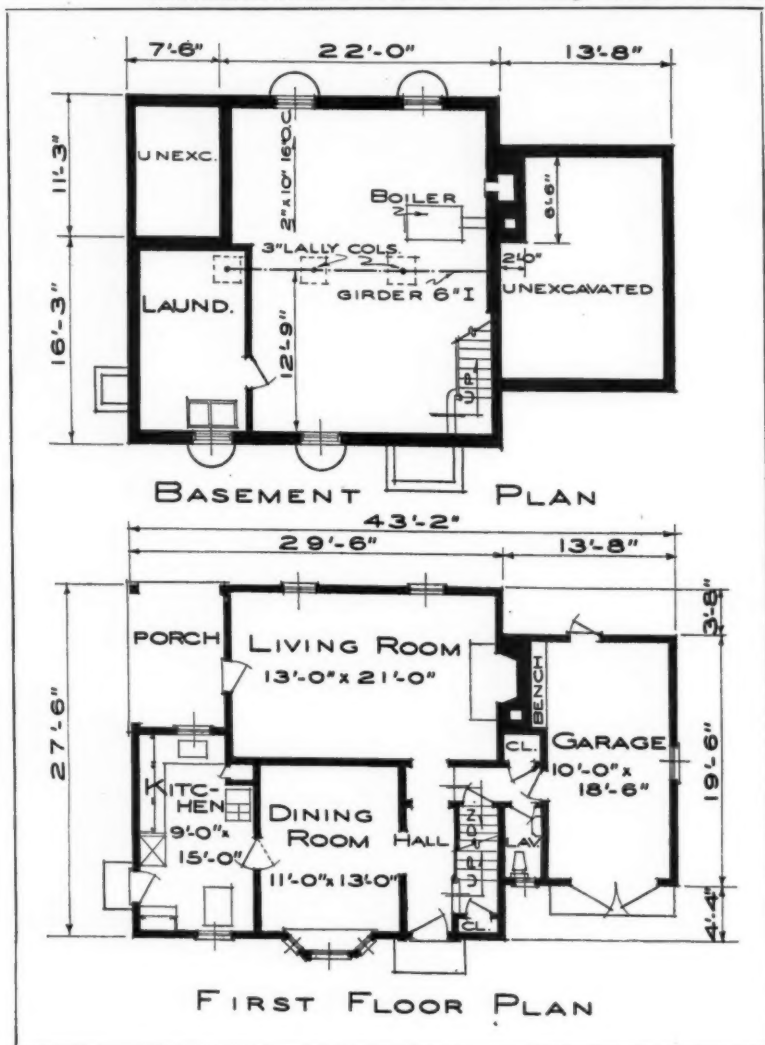 7'-6" 22'-0" 13'-8"
11'-3"
UNEXC.
2"x10" 16"O.C.
BOILER
6'-6"
3" LALLY COLS.
2'-0"
GIRDER 6" I
UNEXCAVATED
LAUND.
16'-3"
12'-9"
UP
BASEMENT PLAN
43'-2"
29'-6" 13'-8"
3'-8"
PORCH
LIVING ROOM
13'-0" x 21'-0"
BENCH
27'-6"
CL.
GARAGE
10'-0" x
18'-6"
19'-6"
KITC-
HEN
9'-0" x
15'-0"
DINING
ROOM
11'-0" x 13'-0"
HALL
DN
UP
LAV.
CL.
4'-4"
FIRST FLOOR PLAN